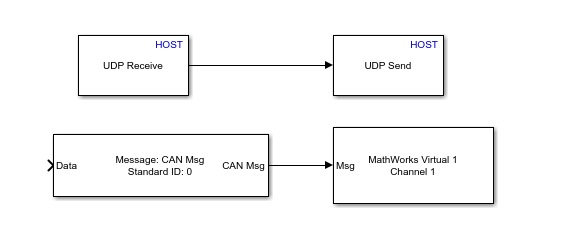 HOST
UDP Receive
HOST
UDP Send
Data
Message: CAN Msg
Standard ID: 0
CAN Msg
Msg
MathWorks Virtual 1
Channel 1